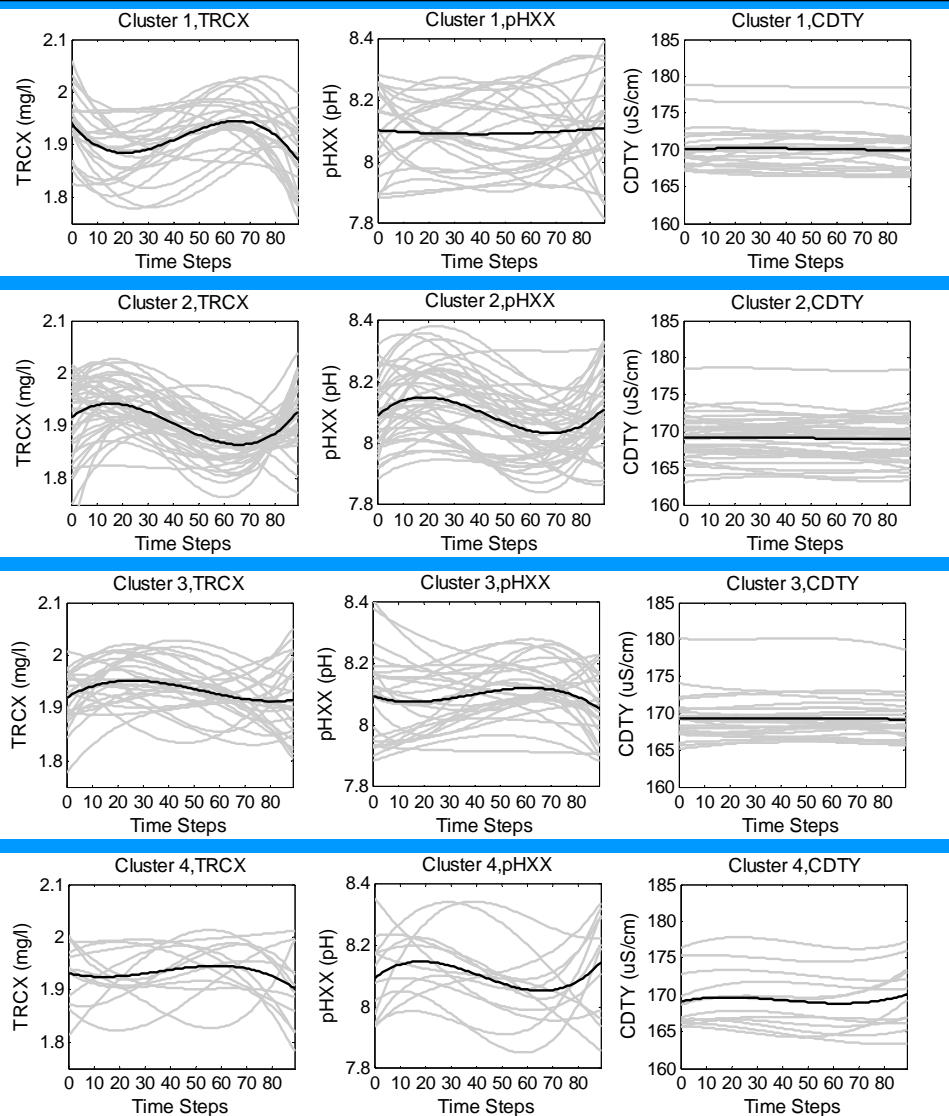 Cluster 1,TRCX
2.1
2
1.9
1.8
TRCX (mg/l)
0 10 20 30 40 50 60 70 80
Time Steps
Cluster 1,pHXX
8.4
8.2
8
7.8
pHXX (pH)
0 10 20 30 40 50 60 70 80
Time Steps
Cluster 1,CDTY
185
180
175
170
165
160
CDTY (uS/cm)
0 10 20 30 40 50 60 70 80
Time Steps
Cluster 2,TRCX
2.1
2
1.9
1.8
TRCX (mg/l)
0 10 20 30 40 50 60 70 80
Time Steps
Cluster 2,pHXX
8.4
8.2
8
7.8
pHXX (pH)
0 10 20 30 40 50 60 70 80
Time Steps
Cluster 2,CDTY
185
180
175
170
165
160
CDTY (uS/cm)
0 10 20 30 40 50 60 70 80
Time Steps
Cluster 3,TRCX
2.1
2
1.9
1.8
TRCX (mg/l)
0 10 20 30 40 50 60 70 80
Time Steps
Cluster 3,pHXX
8.4
8.2
8
7.8
pHXX (pH)
0 10 20 30 40 50 60 70 80
Time Steps
Cluster 3,CDTY
185
180
175
170
165
160
CDTY (uS/cm)
0 10 20 30 40 50 60 70 80
Time Steps
Cluster 4,TRCX
2.1
2
1.9
1.8
TRCX (mg/l)
0 10 20 30 40 50 60 70 80
Time Steps
Cluster 4,pHXX
8.4
8.2
8
7.8
pHXX (pH)
0 10 20 30 40 50 60 70 80
Time Steps
Cluster 4,CDTY
185
180
175
170
165
160
CDTY (uS/cm)
0 10 20 30 40 50 60 70 80
Time Steps